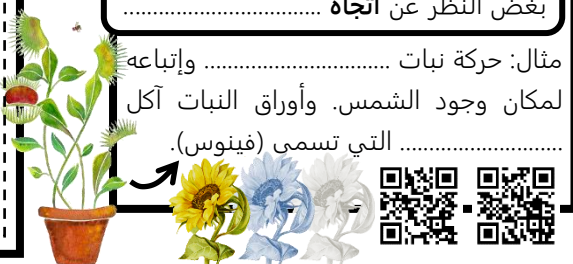 بغض النظر عن اتجاه ................................
مثال: حركة نبات .............................. وإتباعه
لمكان وجود الشمس. وأوراق النبات آكل
.......................... التي تسمى (فينوس).